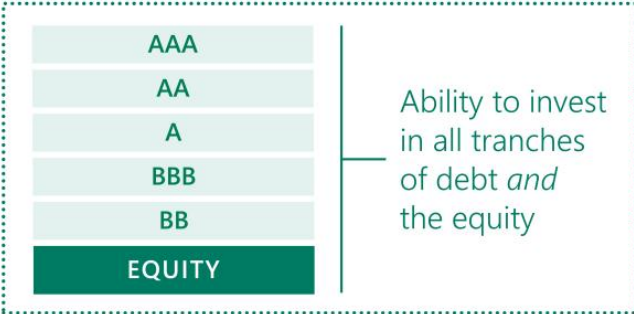 AAA
AA
A
BBB
BB
EQUITY
Ability to invest
in all tranches
of debt and
the equity